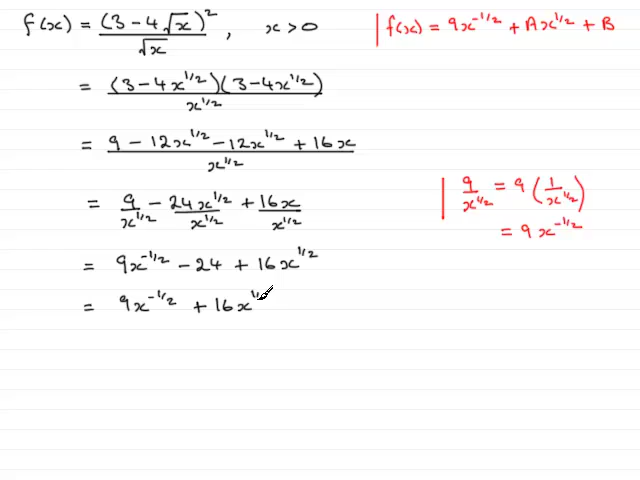 f(x) = (3 - 4√x)² / √x , x > 0
| f(x) = 9x^(-1/2) + Ax^(1/2) + B
= (3 - 4x^(1/2))(3 - 4x^(1/2)) / x^(1/2)
= 9 - 12x^(1/2) - 12x^(1/2) + 16x / x^(1/2)
= 9/x^(1/2) - 24x^(1/2)/x^(1/2) + 16x/x^(1/2)
| 9/x^(1/2) = 9 (1/x^(1/2))
= 9x^(-1/2)
= 9x^(-1/2) - 24 + 16x^(1/2)
= 9x^(-1/2) + 16x^(1/